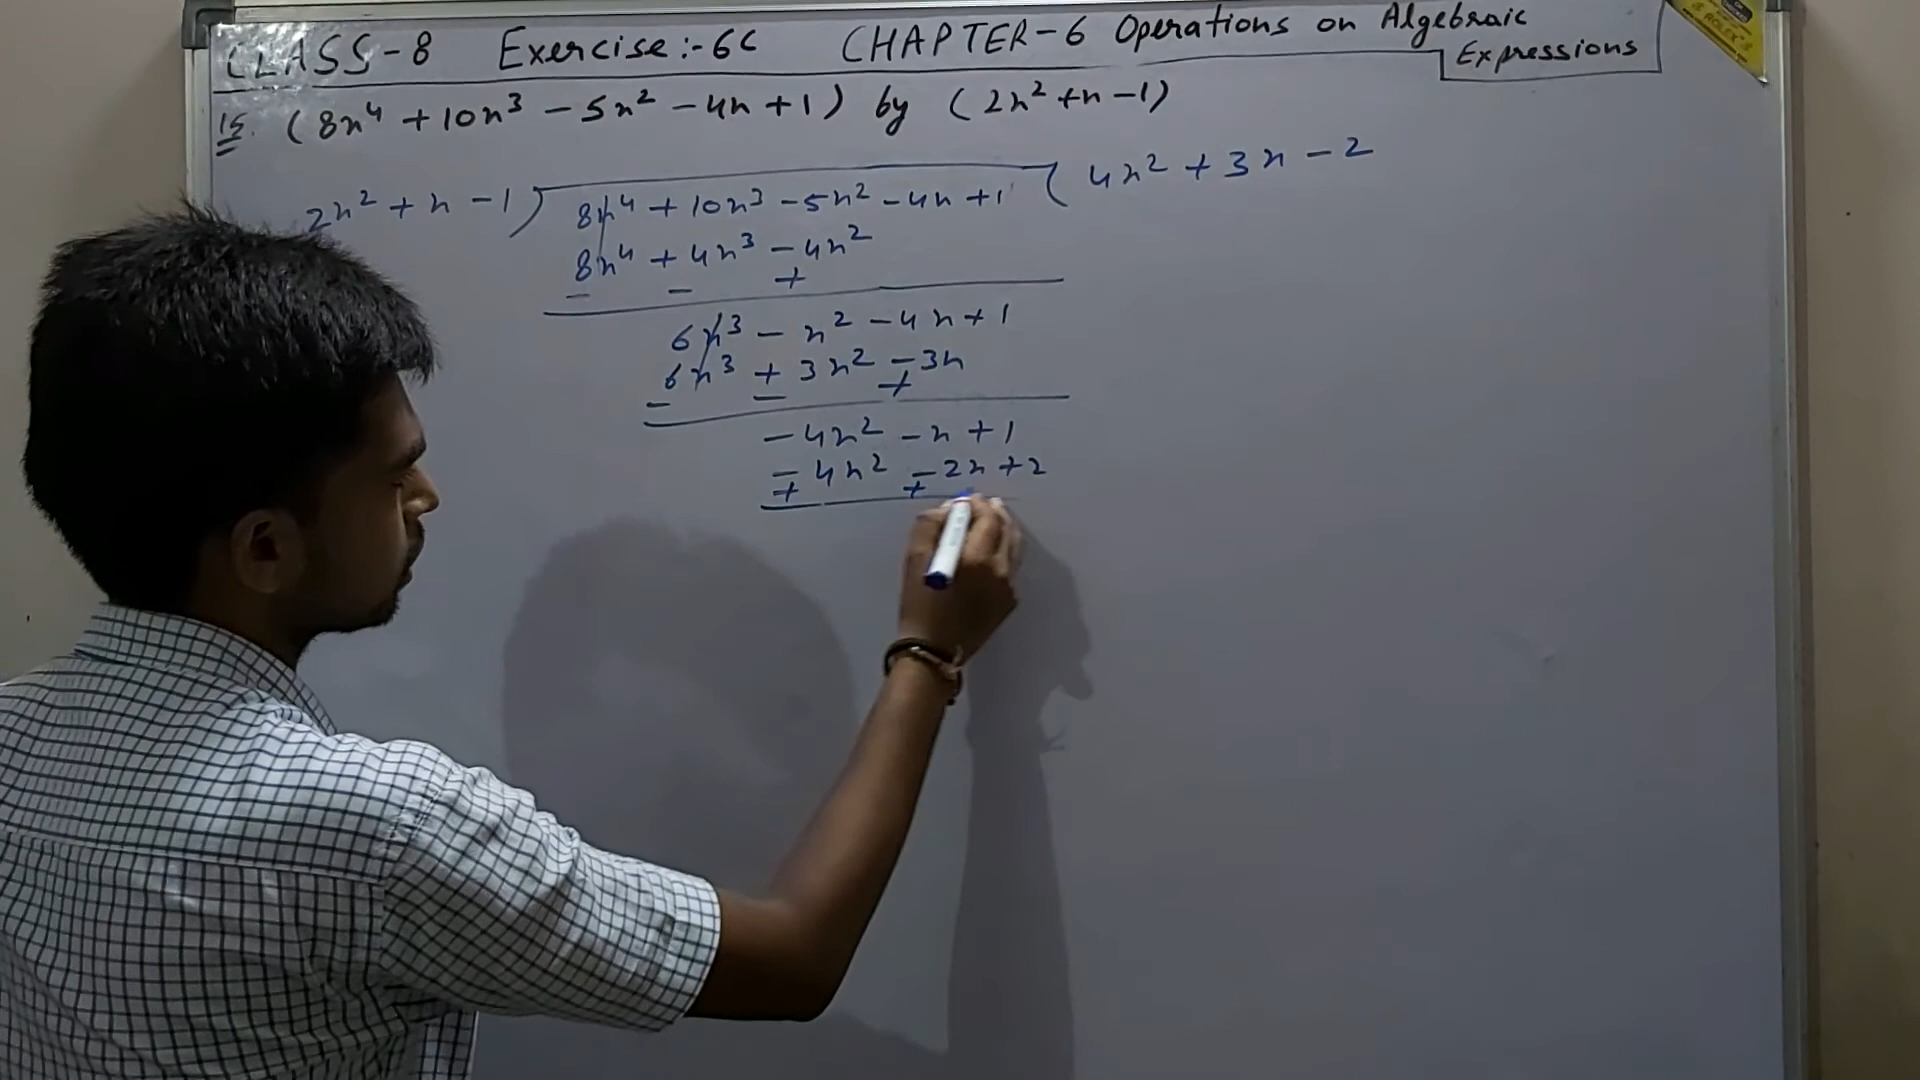 CLASS-8 Exercise:-6C CHAPTER-6 Operations on Algebraic
Expressions
15. (8x⁴ + 10x³ - 5x² - 4x + 1) by (2x² + x - 1)
2x² + x - 1) 8x⁴ + 10x³ - 5x² - 4x + 1 ( 4x² + 3x - 2
8x⁴ + 4x³ - 4x²
- - +
6x³ - x² - 4x + 1
6x³ + 3x² - 3x
- - +
- 4x² - x + 1
- 4x² - 2x + 2
+ +